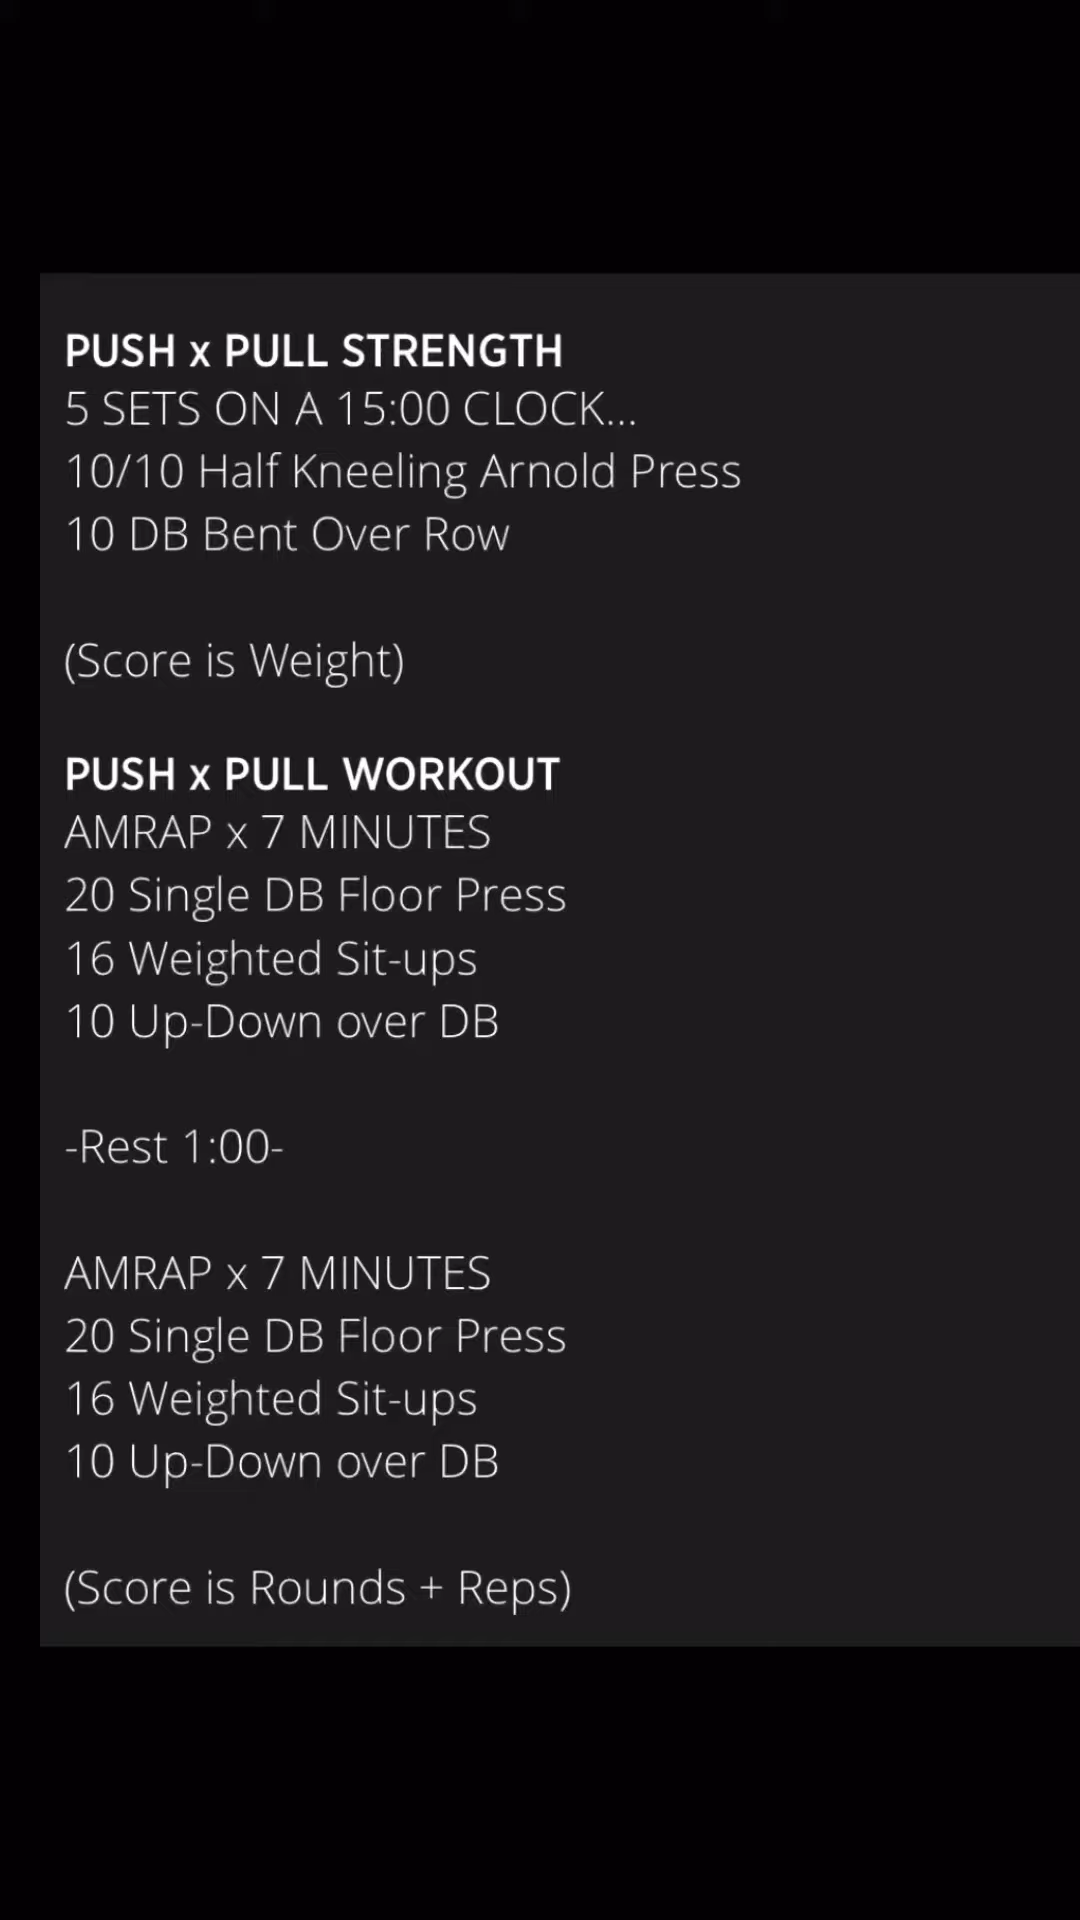 PUSH x PULL STRENGTH
5 SETS ON A 15:00 CLOCK...
10/10 Half Kneeling Arnold Press
10 DB Bent Over Row
(Score is Weight)
PUSH x PULL WORKOUT
AMRAP x 7 MINUTES
20 Single DB Floor Press
16 Weighted Sit-ups
10 Up-Down over DB
-Rest 1:00-
AMRAP x 7 MINUTES
20 Single DB Floor Press
16 Weighted Sit-ups
10 Up-Down over DB
(Score is Rounds + Reps)